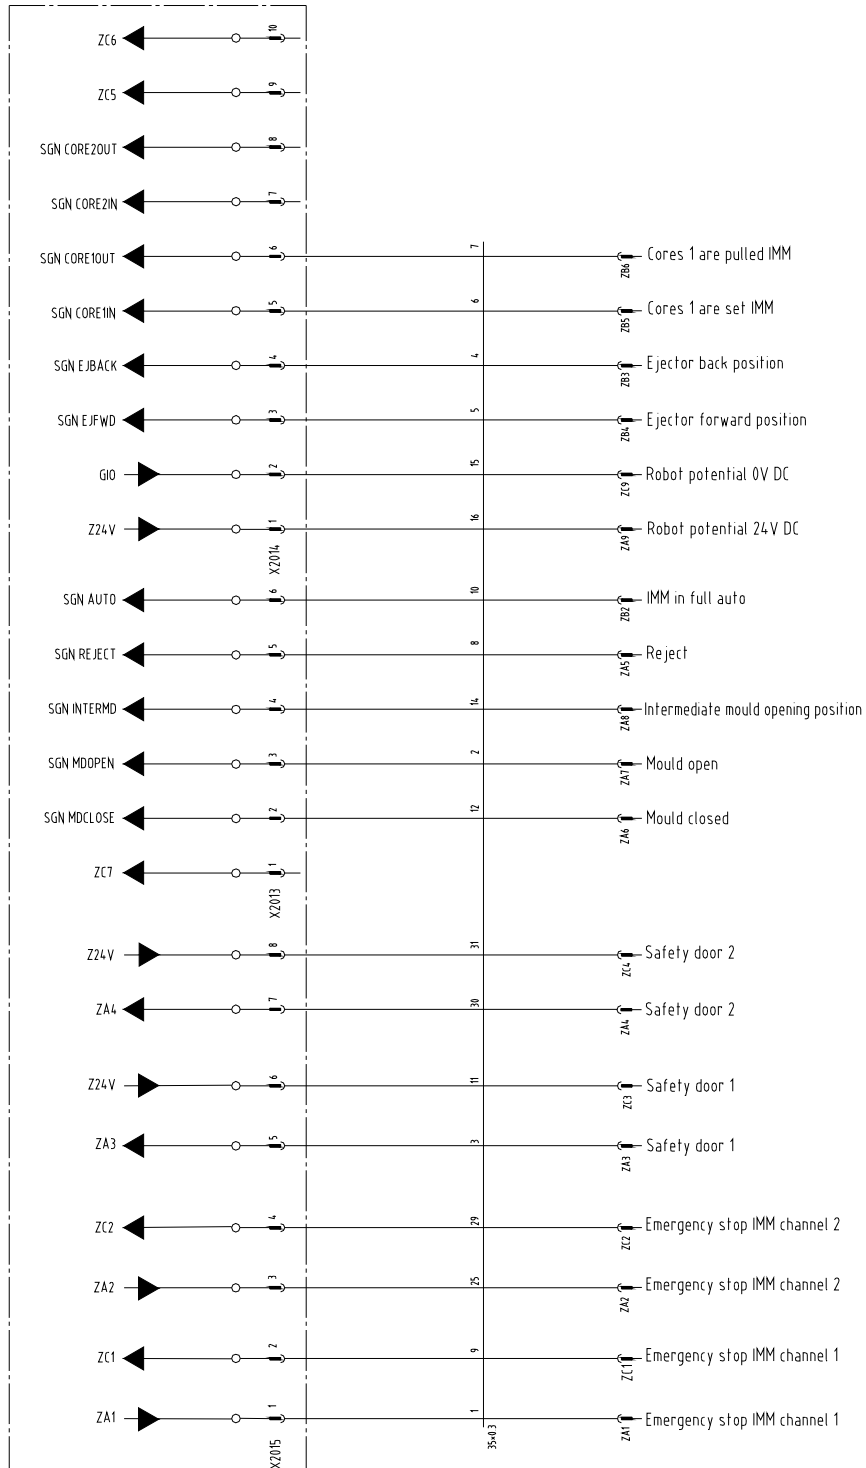 ZC6 10
ZC5 9
SGN CORE2OUT 8
SGN CORE2IN 7
SGN CORE1OUT 6 7 ZB6 Cores 1 are pulled IMM
SGN CORE1IN 5 6 ZB5 Cores 1 are set IMM
SGN EJBACK 4 4 ZB3 Ejector back position
SGN EJFWD 3 5 ZB4 Ejector forward position
GIO 2 15 ZC9 Robot potential 0V DC
Z24V 1 16 ZA9 Robot potential 24V DC
X2014
SGN AUTO 6 10 ZB2 IMM in full auto
SGN REJECT 5 8 ZA5 Reject
SGN INTERMD 4 14 ZA8 Intermediate mould opening position
SGN MDOPEN 3 2 ZA7 Mould open
SGN MDCLOSE 2 12 ZA6 Mould closed
ZC7 1
X2013
Z24V 8 31 ZC4 Safety door 2
ZA4 7 30 ZA4 Safety door 2
Z24V 6 11 ZC3 Safety door 1
ZA3 5 3 ZA3 Safety door 1
ZC2 4 29 ZC2 Emergency stop IMM channel 2
ZA2 3 25 ZA2 Emergency stop IMM channel 2
ZC1 2 9 ZC1 Emergency stop IMM channel 1
ZA1 1 1 ZA1 Emergency stop IMM channel 1
X2015 35*0.3